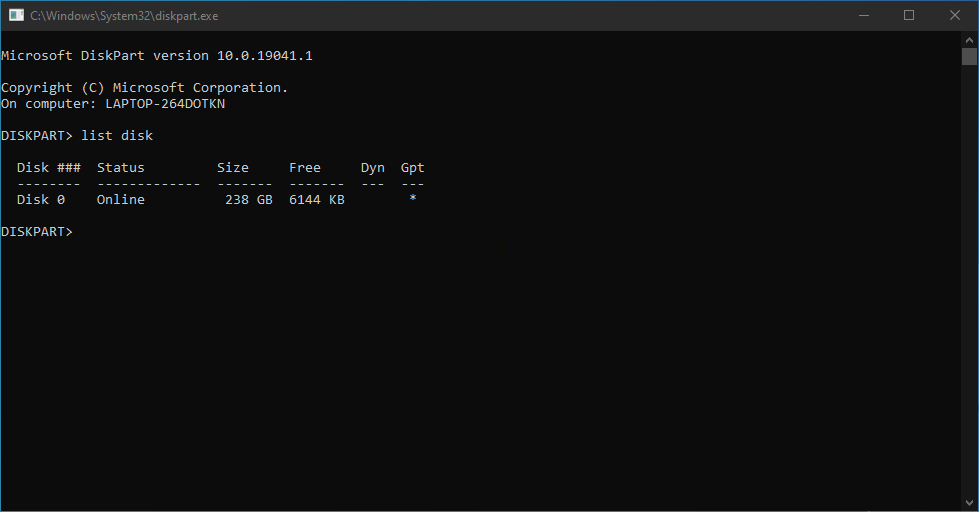 C:\Windows\System32\diskpart.exe
Microsoft DiskPart version 10.0.19041.1
Copyright (C) Microsoft Corporation.
On computer: LAPTOP-264DOTKN
DISKPART> list disk
  Disk ###  Status         Size     Free     Dyn  Gpt
  --------  -------------  -------  -------  ---  ---
  Disk 0    Online          238 GB  6144 KB        *
DISKPART>